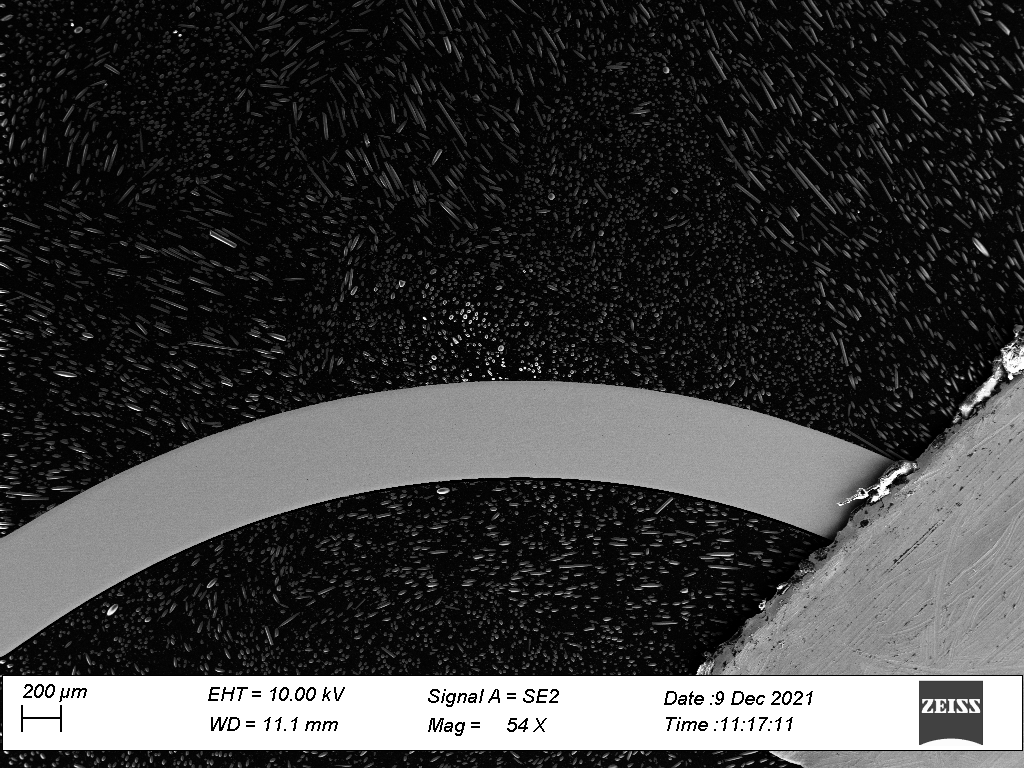 200 µm
EHT = 10.00 kV
Signal A = SE2
Date :9 Dec 2021
WD = 11.1 mm
Mag = 54 X
Time :11:17:11
ZEISS